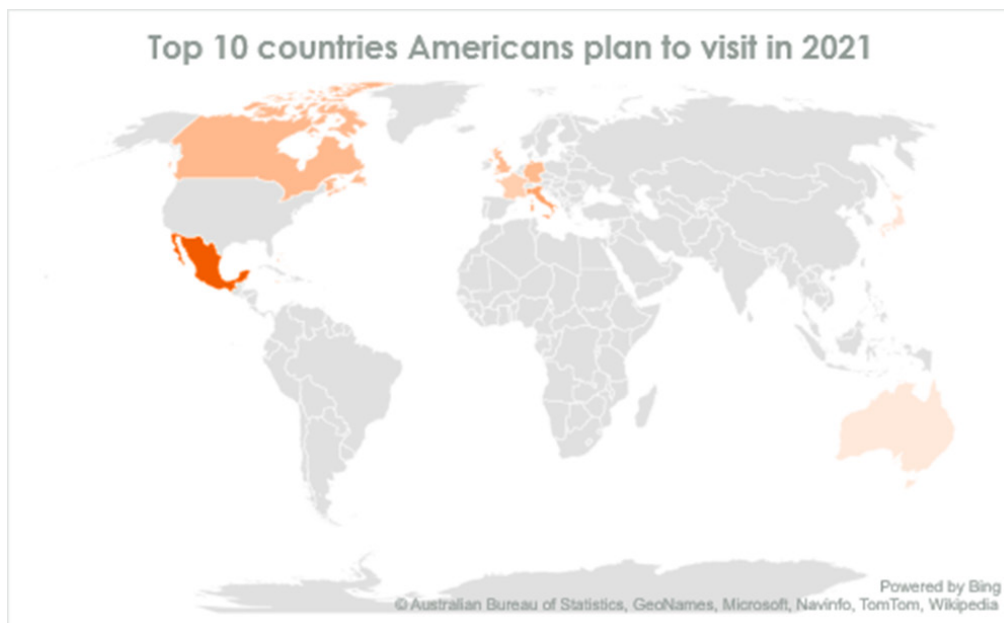 Top 10 countries Americans plan to visit in 2021
Powered by Bing
© Australian Bureau of Statistics, GeoNames, Microsoft, Navinfo, TomTom, Wikipedia